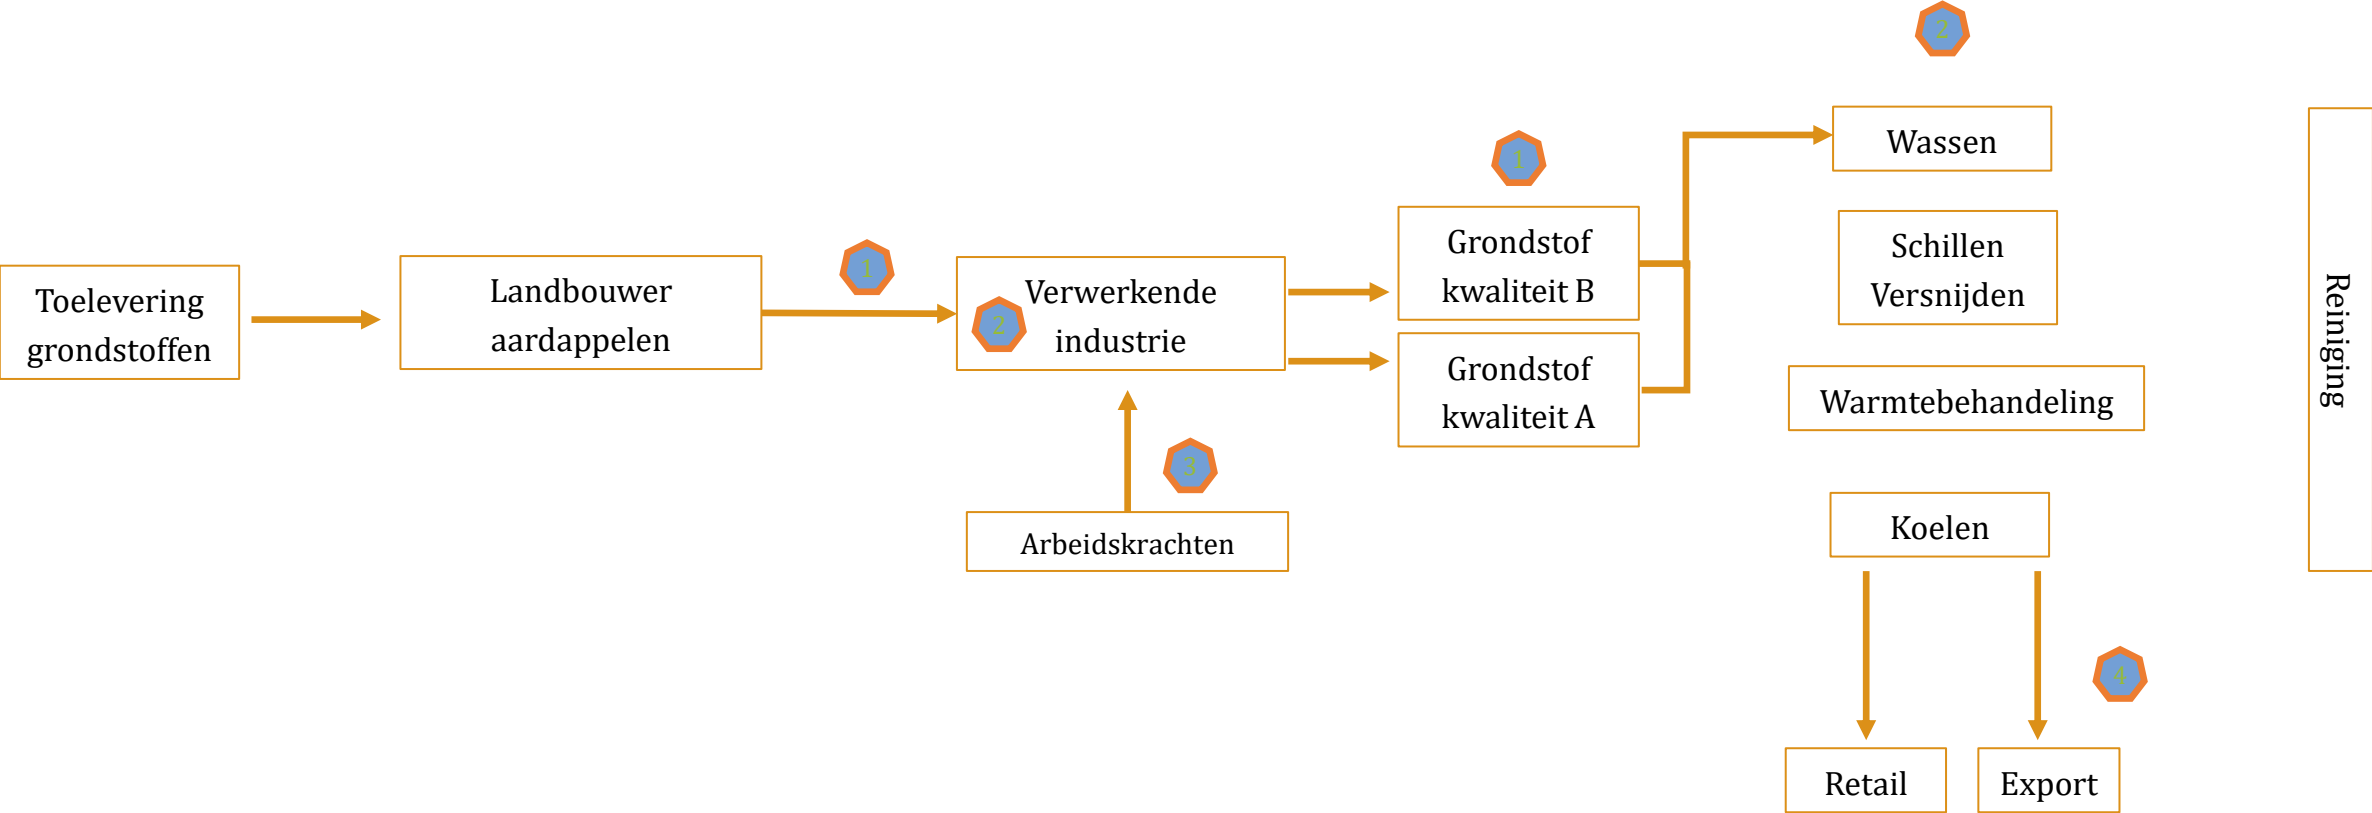 Toelevering
grondstoffen
Landbouwer
aardappelen
1
2
Verwerkende
industrie
3
Arbeidskrachten
1
Grondstof
kwaliteit B
Grondstof
kwaliteit A
2
Wassen
Schillen
Versnijden
Warmtebehandeling
Koelen
4
Retail
Export
Reiniging